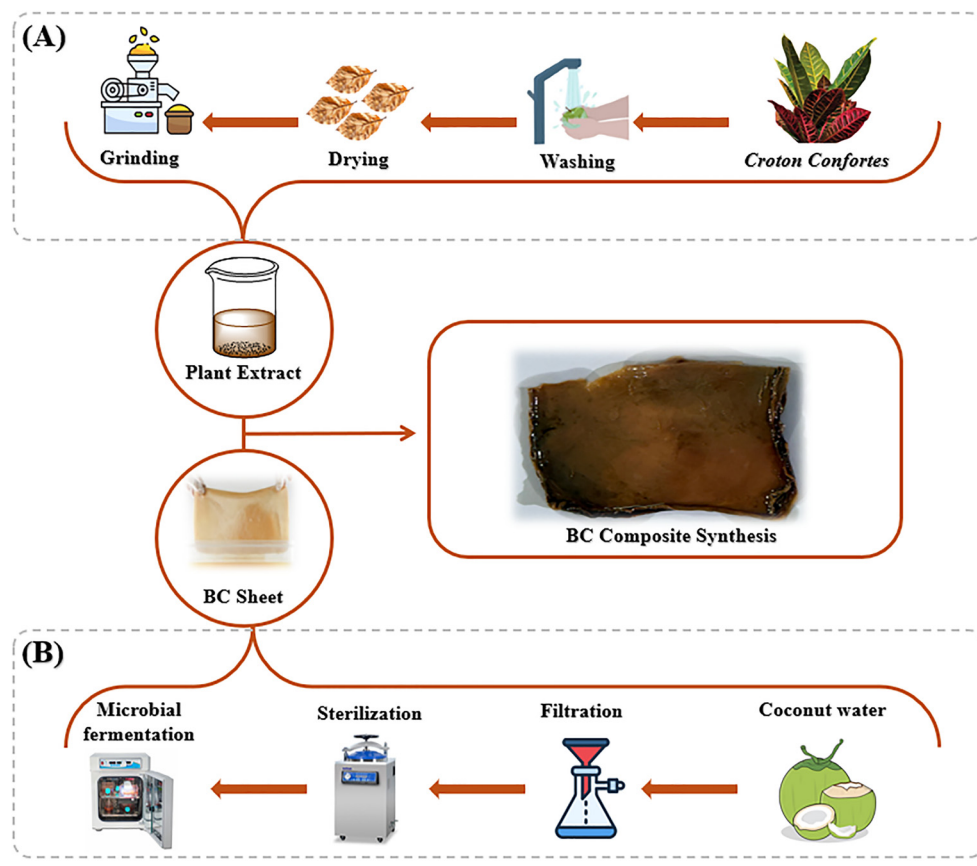 (A)
Grinding
Drying
Washing
Croton Confortes
Plant Extract
BC Composite Synthesis
BC Sheet
(B)
Microbial
fermentation
Sterilization
Filtration
Coconut water